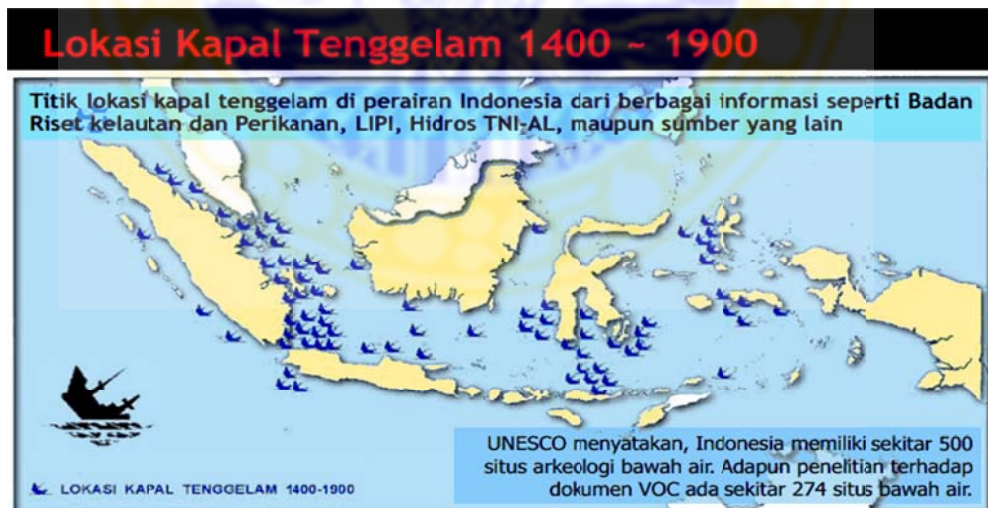 Lokasi Kapal Tenggelam 1400 ~ 1900
Titik lokasi kapal tenggelam di perairan Indonesia dari berbagai informasi seperti Badan
Riset kelautan dan Perikanan, LIPI, Hidros TNI-AL, maupun sumber yang lain
UNESCO menyatakan, Indonesia memiliki sekitar 500
situs arkeologi bawah air. Adapun penelitian terhadap
dokumen VOC ada sekitar 274 situs bawah air.
LOKASI KAPAL TENGGELAM 1400-1900